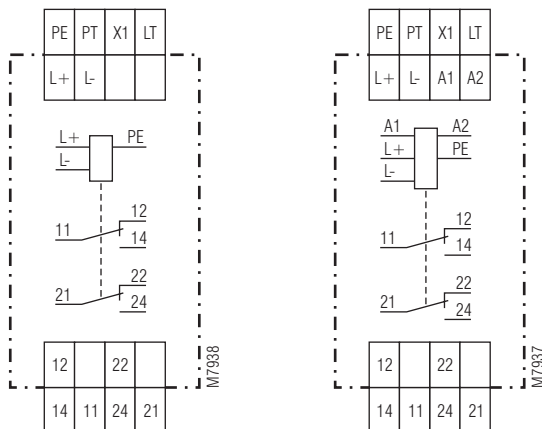 PE PT X1 LT
L+ L-
L+ PE
L-
12
11 14
22
21 24
12 22
14 11 24 21
M7938
PE PT X1 LT
L+ L- A1 A2
A1 A2
L+ PE
L-
12
11 14
22
21 24
12 22
14 11 24 21
M7937